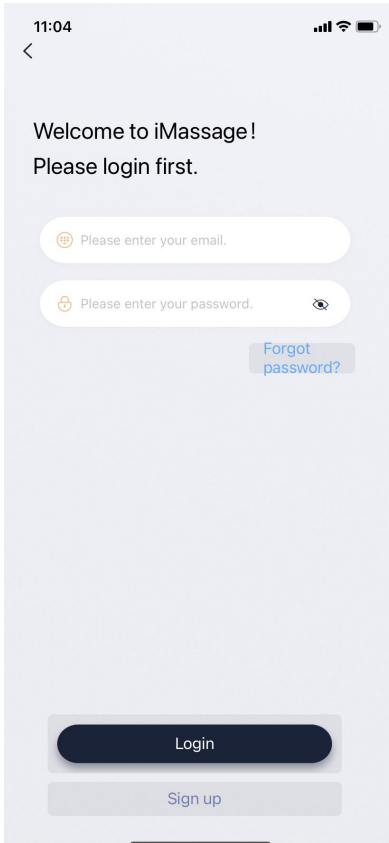 11:04
Welcome to iMassage!
Please login first.
Please enter your email.
Please enter your password.
Forgot
password?
Login
Sign up